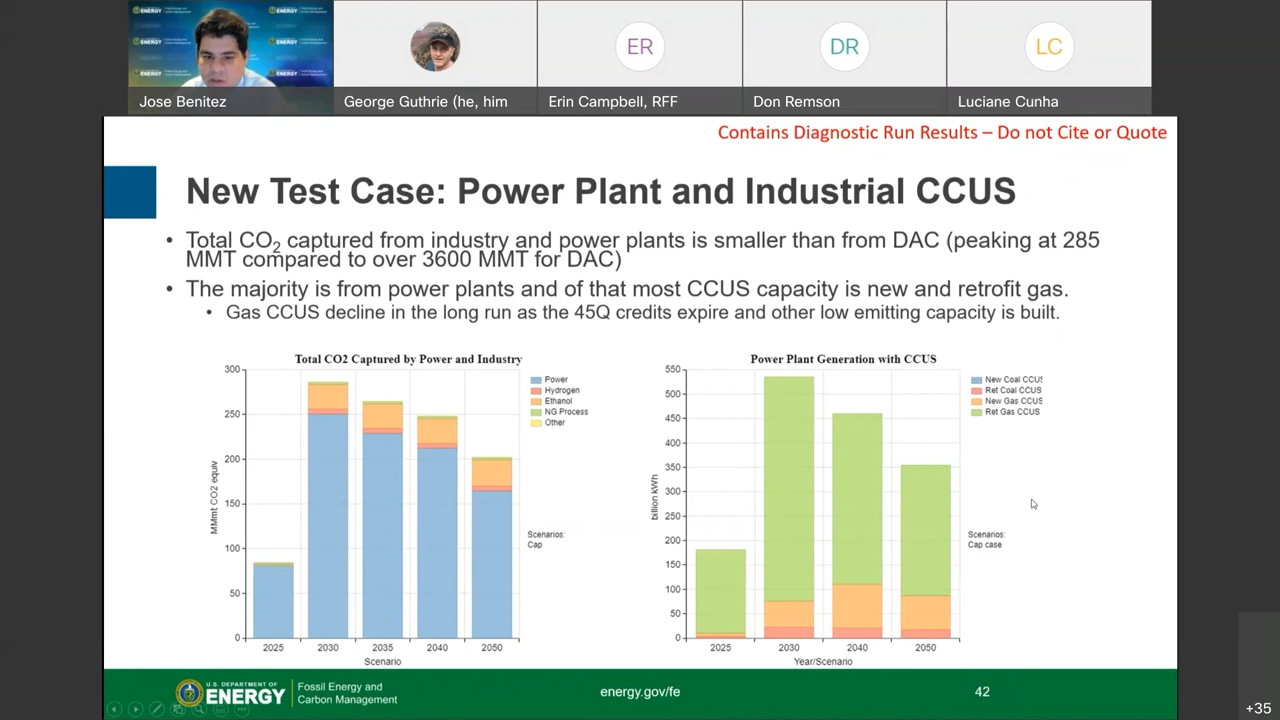 ENERGY
ENERGY
ENERGY
ENERGY
ER
DR
LC
Jose Benitez
George Guthrie (he, him
Erin Campbell, RFF
Don Remson
Luciane Cunha
Contains Diagnostic Run Results – Do not Cite or Quote
New Test Case: Power Plant and Industrial CCUS
• Total CO2 captured from industry and power plants is smaller than from DAC (peaking at 285
MMT compared to over 3600 MMT for DAC)
• The majority is from power plants and of that most CCUS capacity is new and retrofit gas.
• Gas CCUS decline in the long run as the 45Q credits expire and other low emitting capacity is built.
Total CO2 Captured by Power and Industry
300
250
200
150
100
50
0
MMmt CO2 equiv
2025 2030 2035 2040 2050
Scenario
Power
Hydrogen
Ethanol
NG Process
Other
Scenarios:
Cap
Power Plant Generation with CCUS
550
500
450
400
350
300
250
200
150
100
50
0
billion kWh
2025 2030 2040 2050
Year/Scenario
New Coal CCUS
Ret Coal CCUS
New Gas CCUS
Ret Gas CCUS
Scenarios:
Cap case
U.S. DEPARTMENT OF
ENERGY
Fossil Energy and
Carbon Management
energy.gov/fe
42
+35